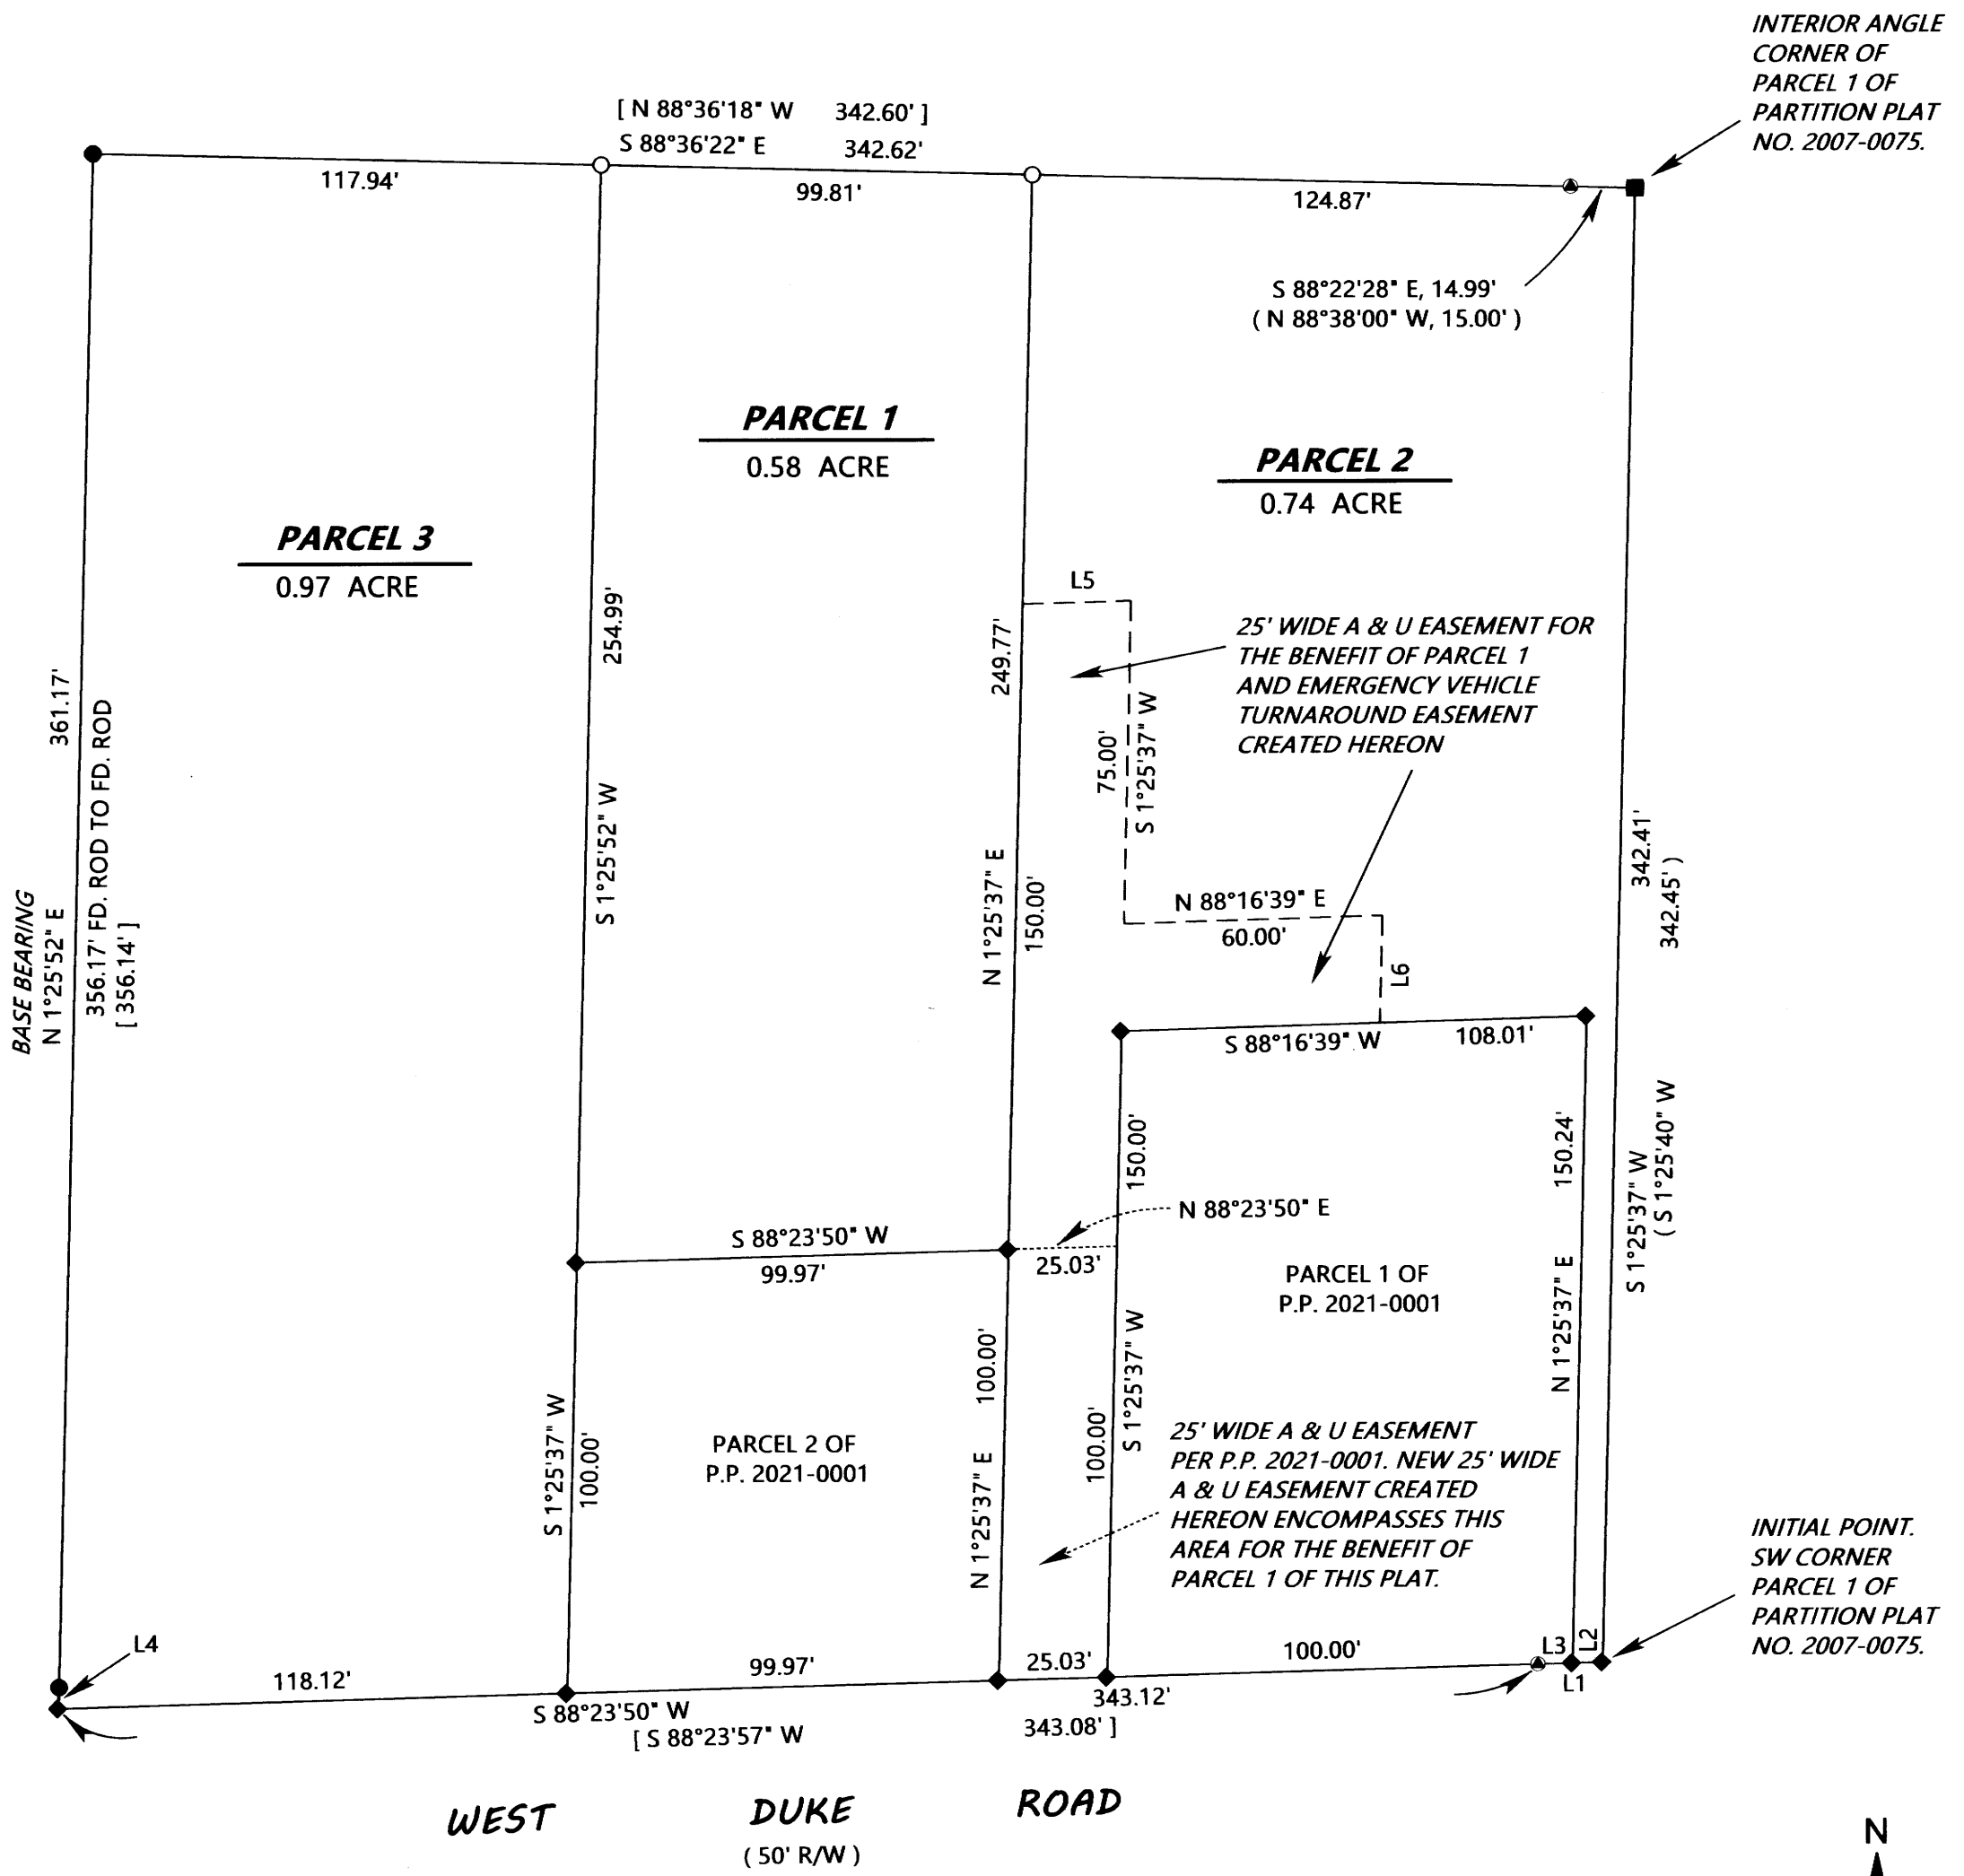 INTERIOR ANGLE
CORNER OF
PARCEL 1 OF
PARTITION PLAT
NO. 2007-0075.
[ N 88°36'18" W 342.60' ]
S 88°36'22" E 342.62'
117.94'
99.81'
124.87'
S 88°22'28" E, 14.99'
( N 88°38'00" W, 15.00' )
PARCEL 1
0.58 ACRE
PARCEL 2
0.74 ACRE
PARCEL 3
0.97 ACRE
L5
25' WIDE A & U EASEMENT FOR
THE BENEFIT OF PARCEL 1
AND EMERGENCY VEHICLE
TURNAROUND EASEMENT
CREATED HEREON
361.17'
356.17' FD. ROD TO FD. ROD
[ 356.14' ]
BASE BEARING
N 1°25'52" E
254.99'
S 1°25'52" W
249.77'
N 1°25'37" E
150.00'
75.00'
S 1°25'37" W
N 88°16'39" E
60.00'
L6
342.41'
342.45' )
S 1°25'37" W
( S 1°25'40" W
S 88°16'39" W 108.01'
150.00'
150.24'
N 1°25'37" E
N 88°23'50" E
S 88°23'50" W
99.97'
25.03'
PARCEL 1 OF
P.P. 2021-0001
100.00'
N 1°25'37" E
S 1°25'37" W
100.00'
S 1°25'37" W
100.00'
PARCEL 2 OF
P.P. 2021-0001
25' WIDE A & U EASEMENT
PER P.P. 2021-0001. NEW 25' WIDE
A & U EASEMENT CREATED
HEREON ENCOMPASSES THIS
AREA FOR THE BENEFIT OF
PARCEL 1 OF THIS PLAT.
INITIAL POINT.
SW CORNER
PARCEL 1 OF
PARTITION PLAT
NO. 2007-0075.
L4
L3
L2
L1
118.12'
99.97'
25.03'
100.00'
S 88°23'50" W 343.12'
[ S 88°23'57" W 343.08' ]
WEST DUKE ROAD
( 50' R/W )
N